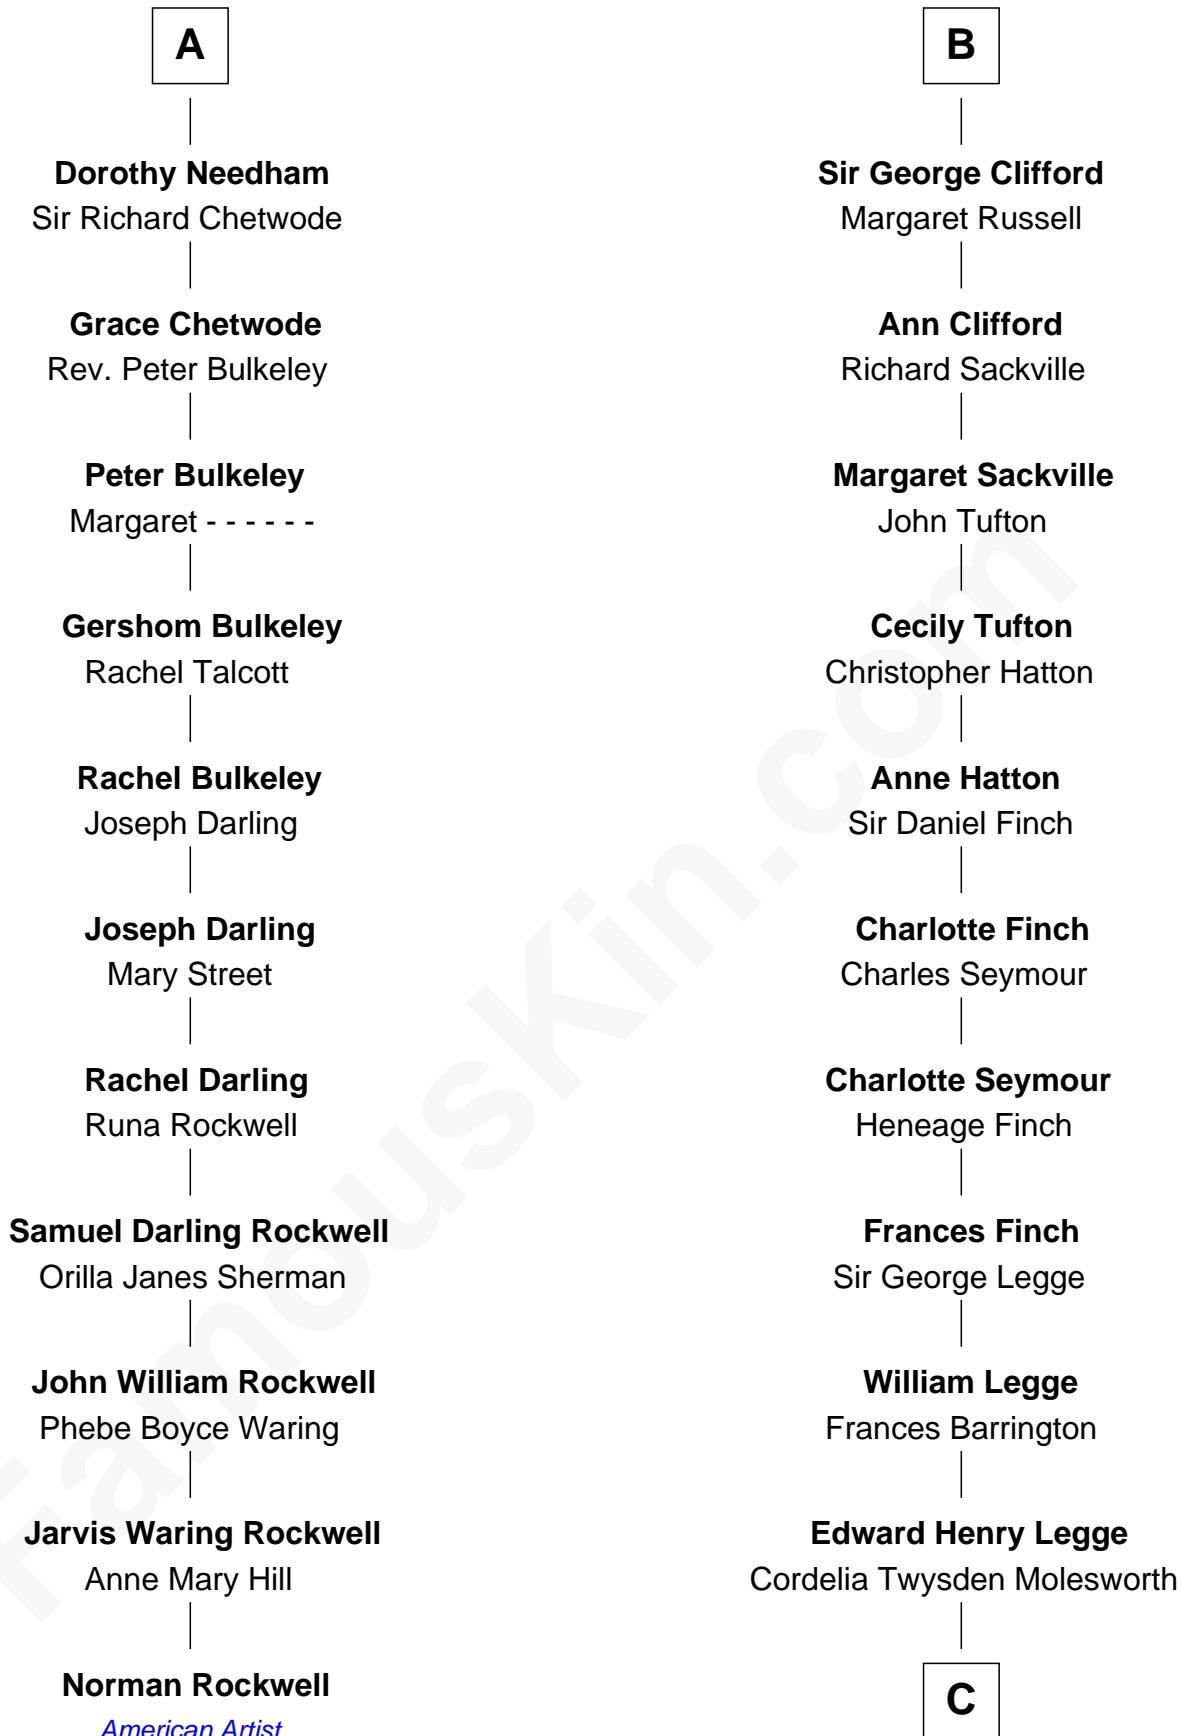 A
Dorothy Needham
Sir Richard Chetwode
Grace Chetwode
Rev. Peter Bulkeley
Peter Bulkeley
Margaret - - - - - -
Gershom Bulkeley
Rachel Talcott
Rachel Bulkeley
Joseph Darling
Joseph Darling
Mary Street
Rachel Darling
Runa Rockwell
Samuel Darling Rockwell
Orilla Janes Sherman
John William Rockwell
Phebe Boyce Waring
Jarvis Waring Rockwell
Anne Mary Hill
Norman Rockwell
American Artist
B
Sir George Clifford
Margaret Russell
Ann Clifford
Richard Sackville
Margaret Sackville
John Tufton
Cecily Tufton
Christopher Hatton
Anne Hatton
Sir Daniel Finch
Charlotte Finch
Charles Seymour
Charlotte Seymour
Heneage Finch
Frances Finch
Sir George Legge
William Legge
Frances Barrington
Edward Henry Legge
Cordelia Twysden Molesworth
C
FamousKin.com